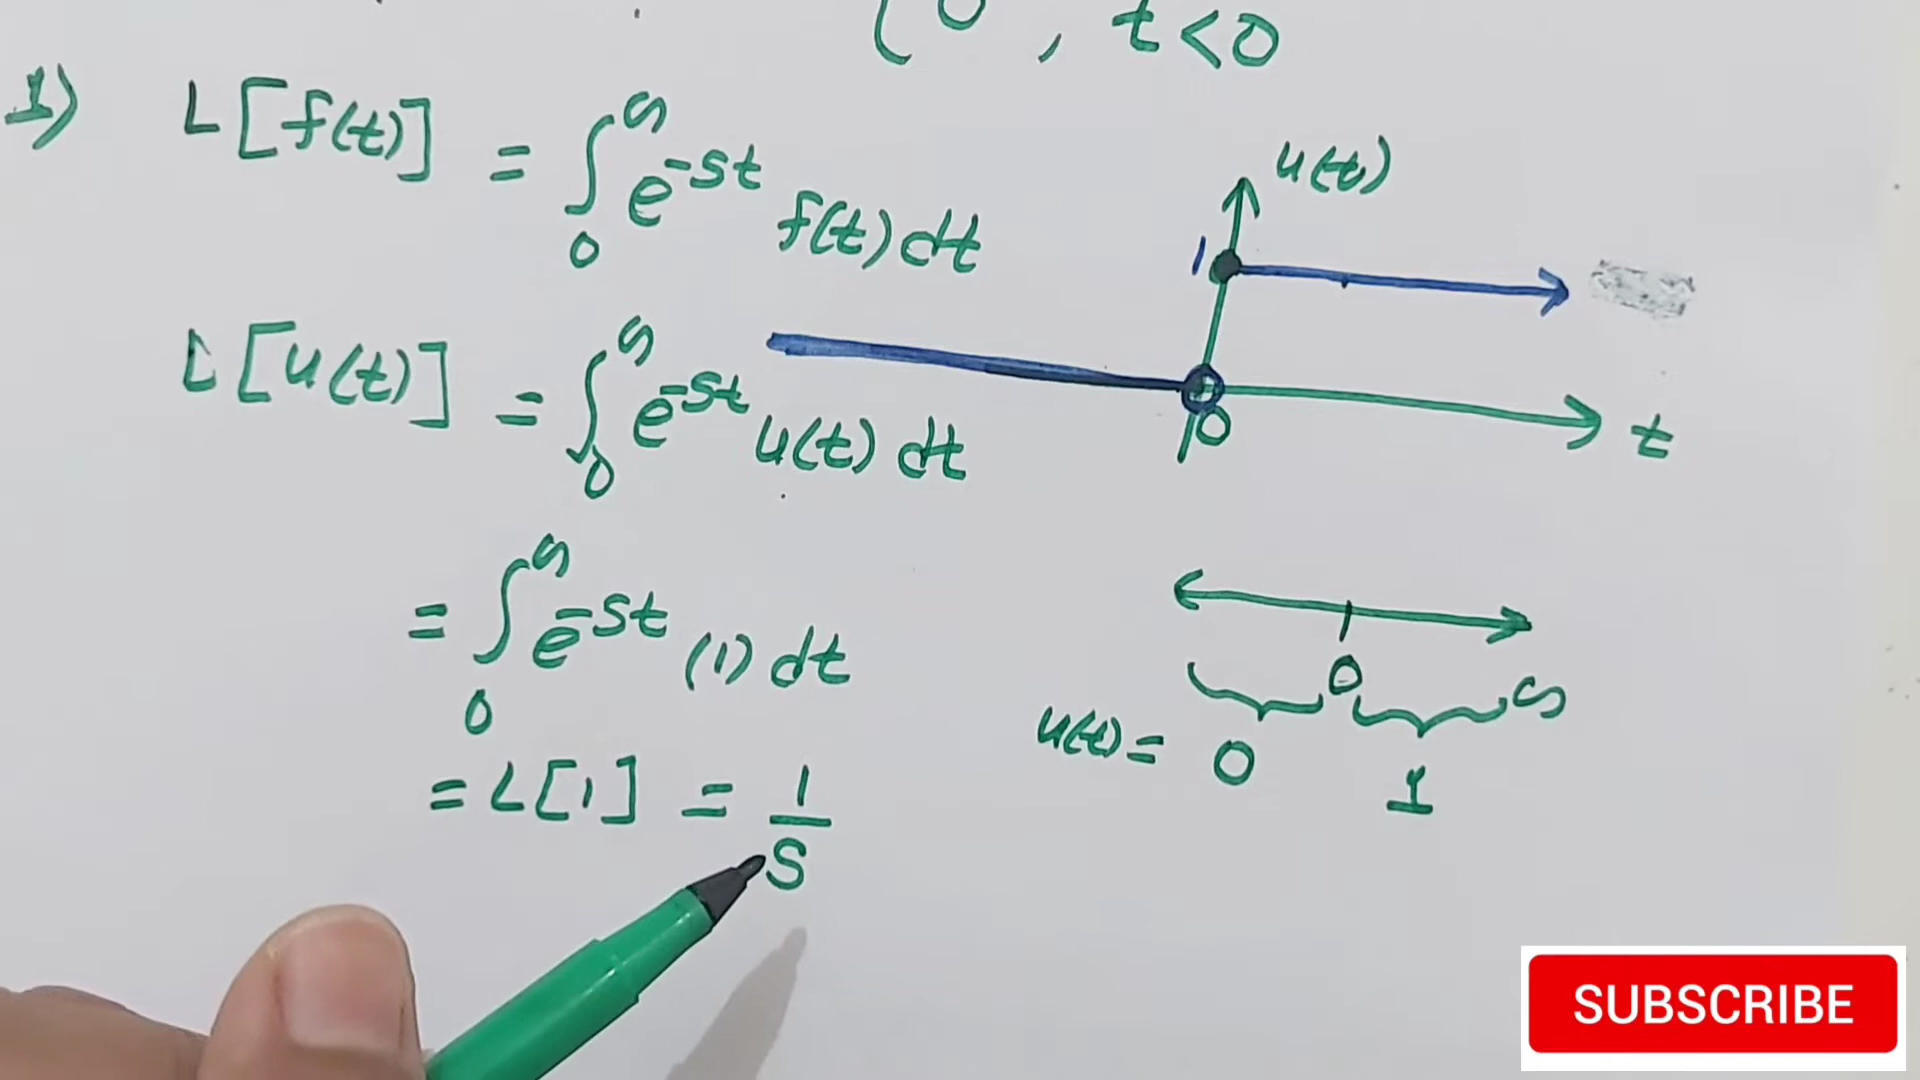 0 , t<0
1) L[f(t)] = ∫₀^∞ e^-st f(t) dt
u(t)
1
L[u(t)] = ∫₀^∞ e^-st u(t) dt
0
t
= ∫₀^∞ e^-st (1) dt
0 ∞
u(t) = 0 1
= L[1] = 1/S
SUBSCRIBE